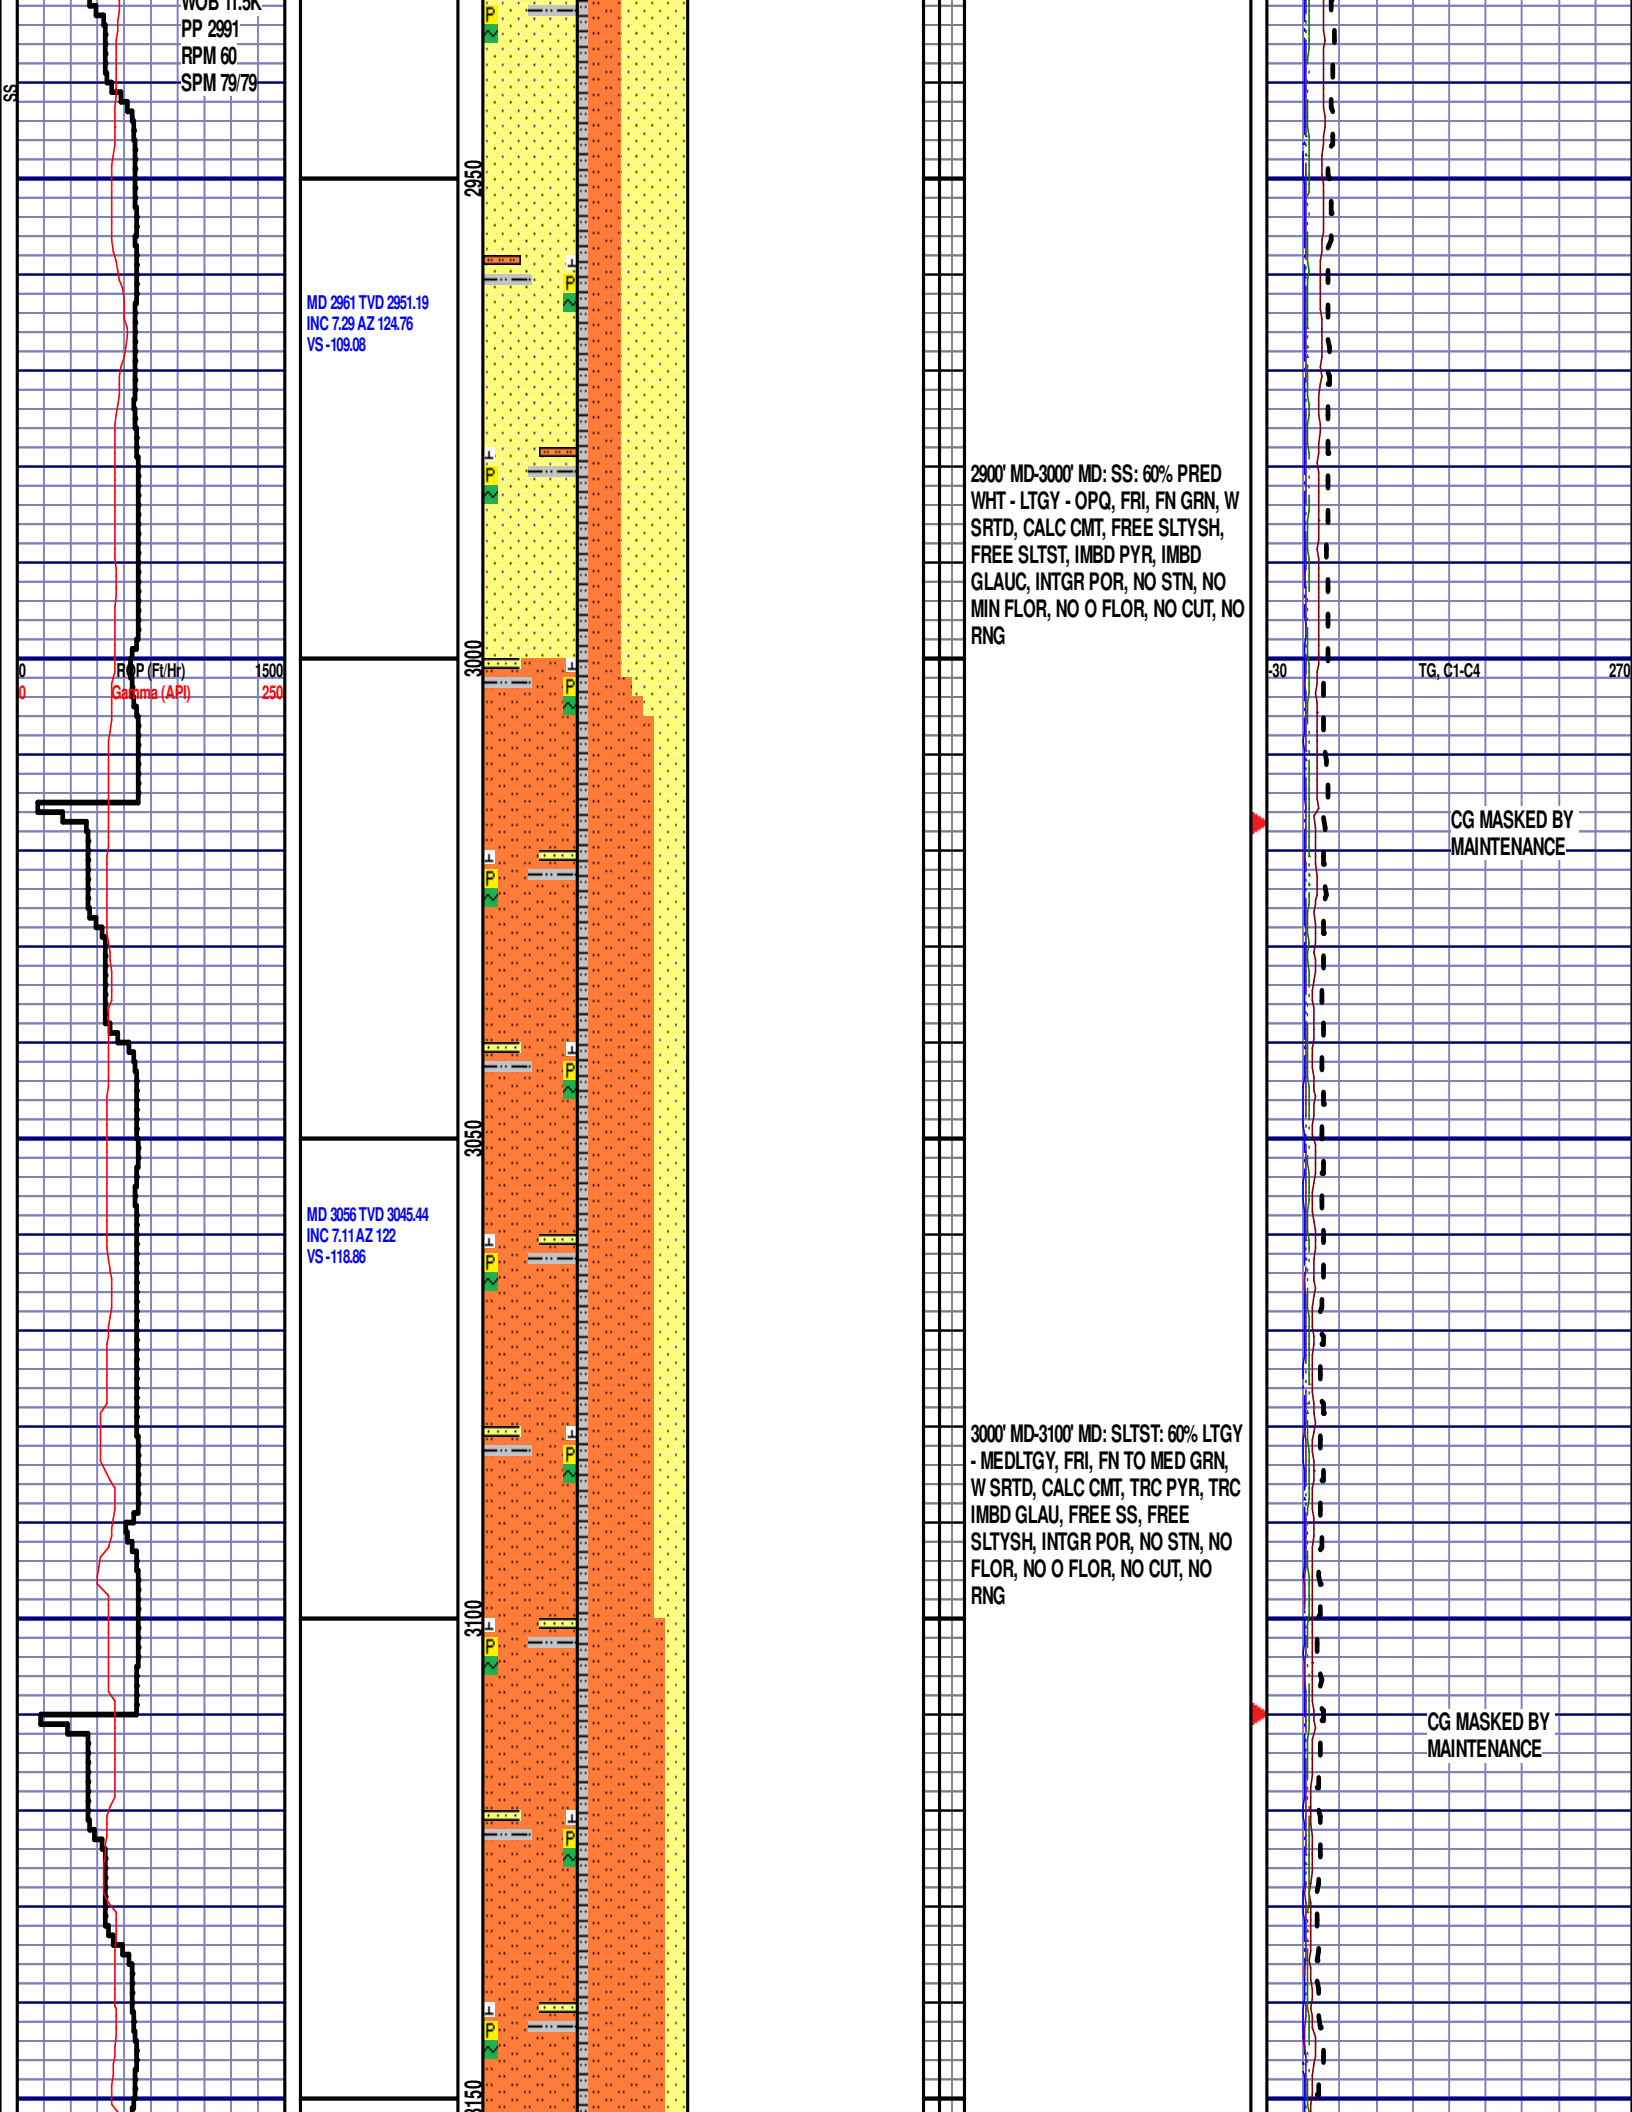 WOB 11.5K
PP 2991
RPM 60
SPM 79/79
SS
2950
MD 2961 TVD 2951.19
INC 7.29 AZ 124.76
VS -109.08
2900' MD-3000' MD: SS: 60% PRED
WHT - LTGY - OPQ, FRI, FN GRN, W
SRTD, CALC CMT, FREE SLTYSH,
FREE SLTST, IMBD PYR, IMBD
GLAUC, INTGR POR, NO STN, NO
MIN FLOR, NO O FLOR, NO CUT, NO
RNG
3000
0 ROP (Ft/Hr) 1500
0 Gamma (API) 250
-30 TG, C1-C4 270
CG MASKED BY
MAINTENANCE
3050
MD 3056 TVD 3045.44
INC 7.11 AZ 122
VS -118.86
3000' MD-3100' MD: SLTST: 60% LTGY
- MEDLTGY, FRI, FN TO MED GRN,
W SRTD, CALC CMT, TRC PYR, TRC
IMBD GLAU, FREE SS, FREE
SLTYSH, INTGR POR, NO STN, NO
FLOR, NO O FLOR, NO CUT, NO
RNG
3100
CG MASKED BY
MAINTENANCE
3150
P
P
P
P
P
P
P
P
P
P
P